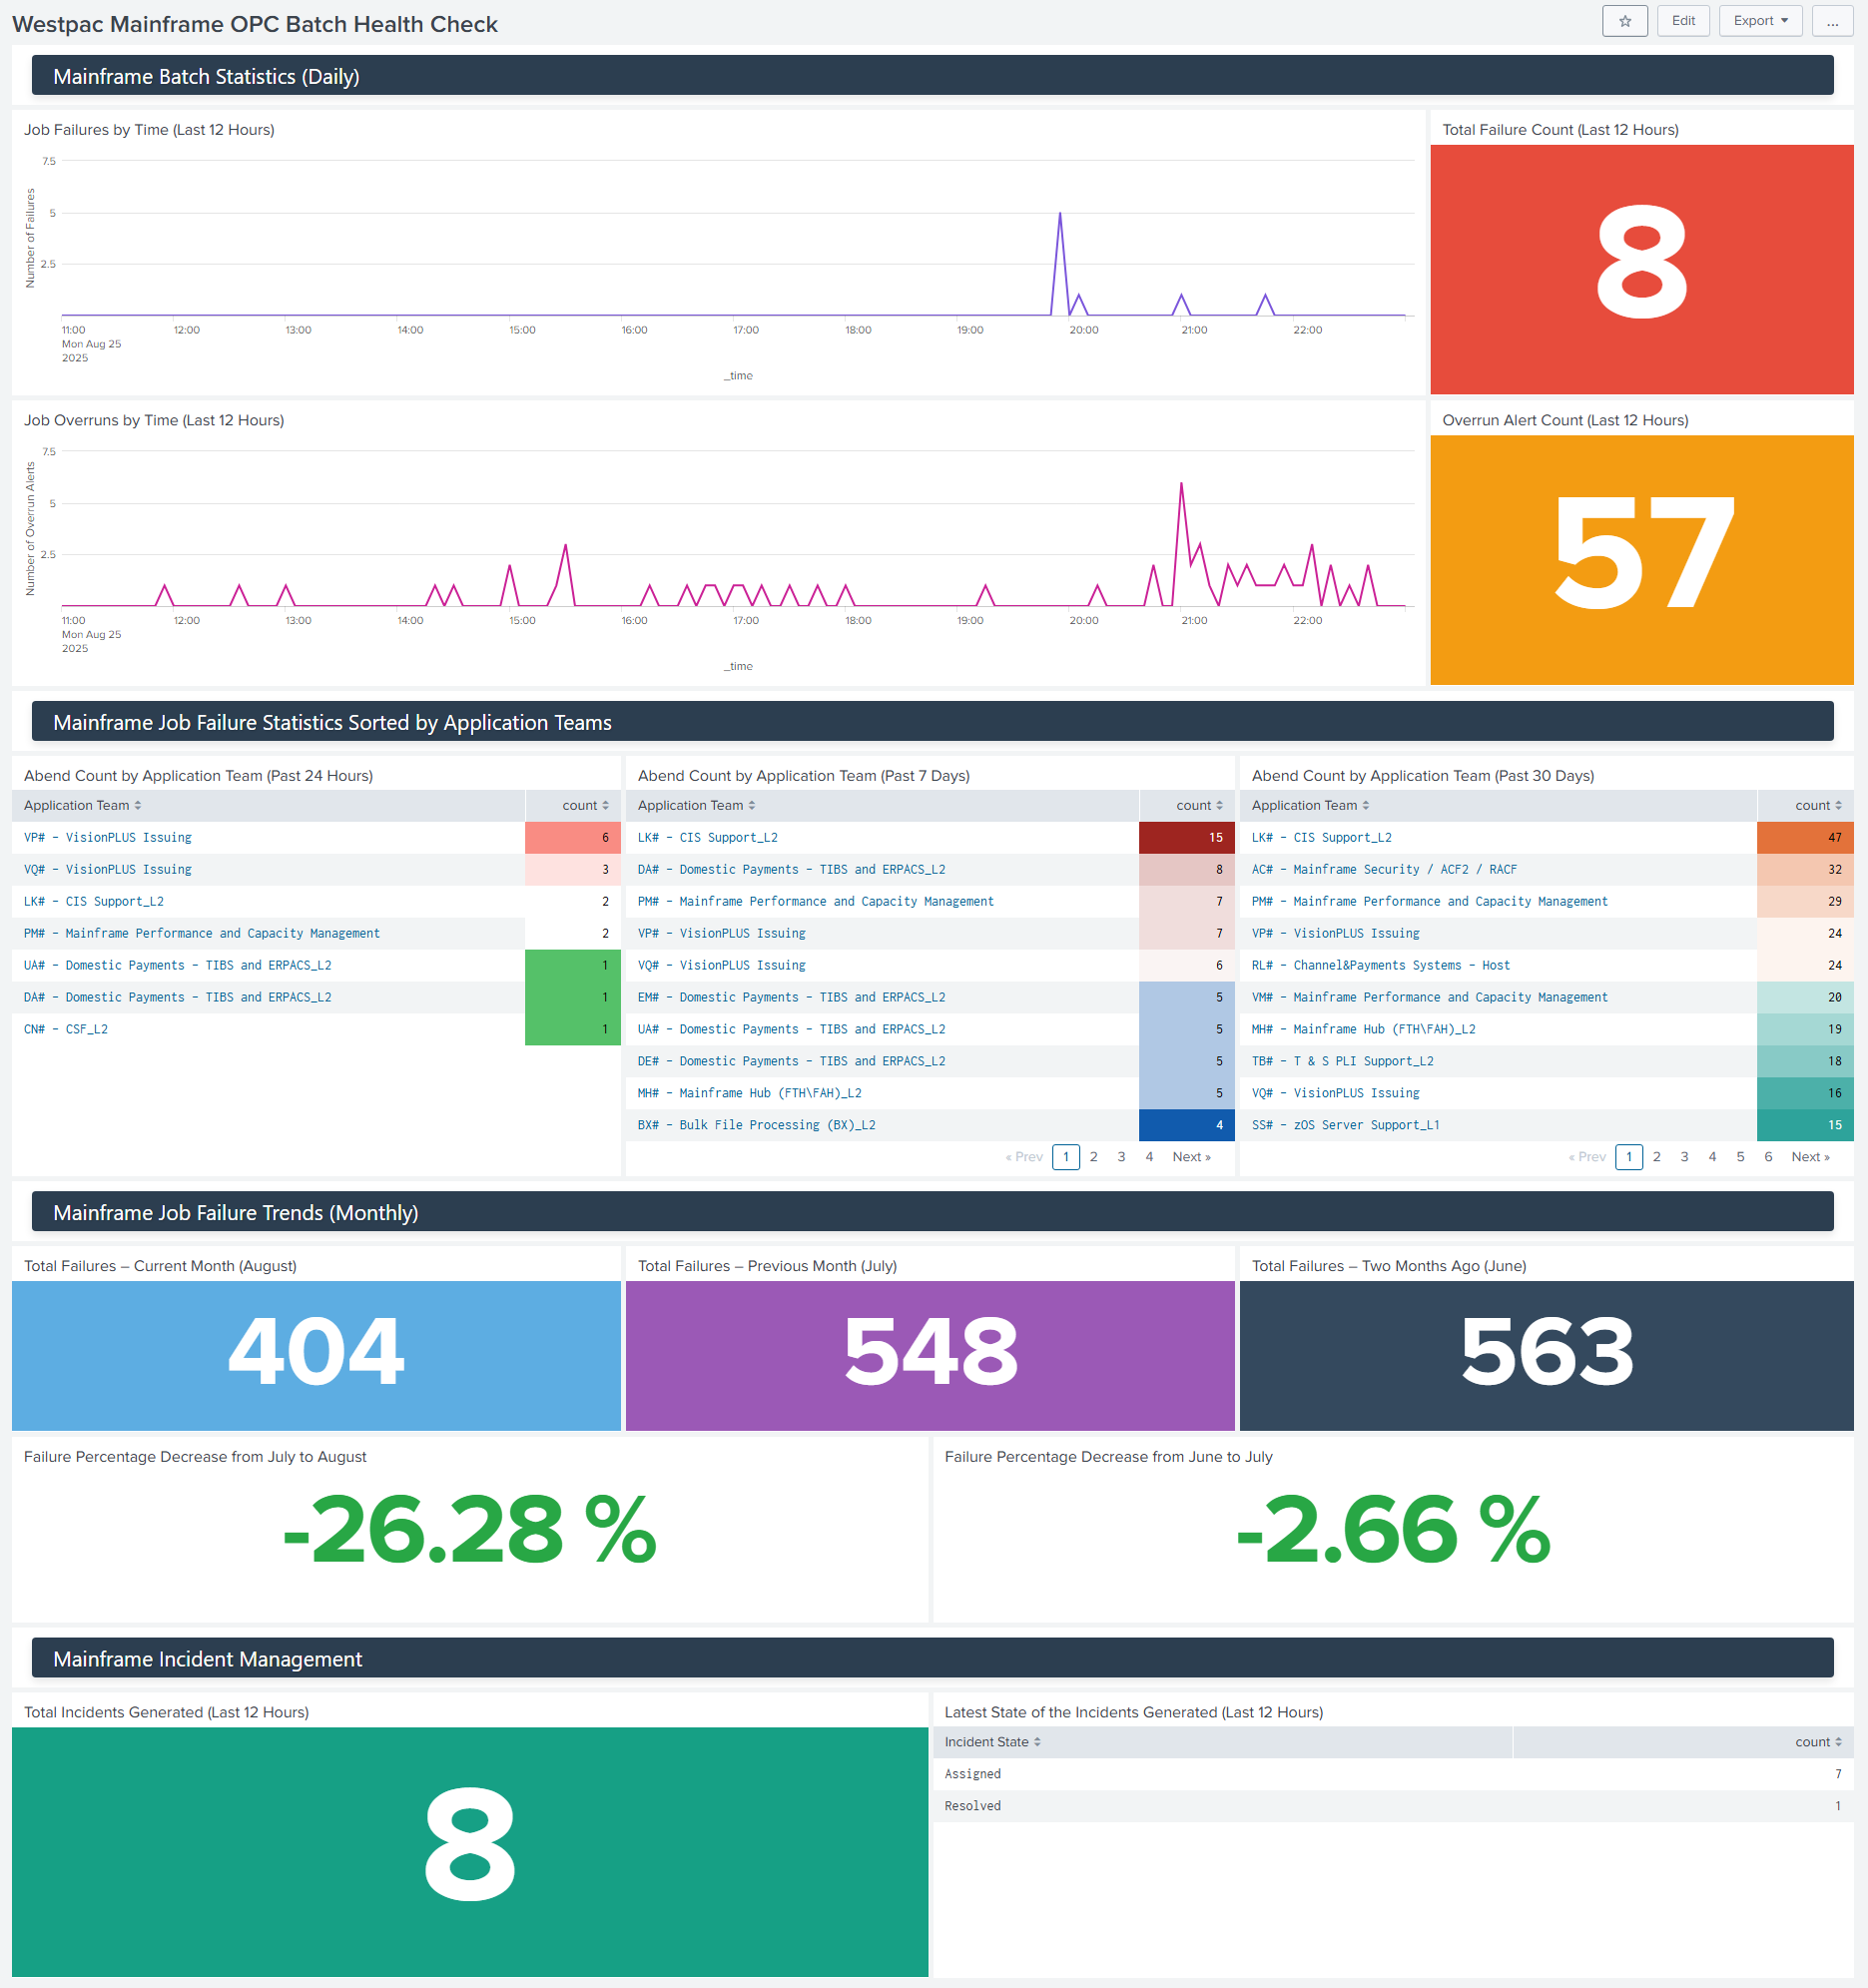 Westpac Mainframe OPC Batch Health Check
☆ Edit Export ...
Mainframe Batch Statistics (Daily)
Job Failures by Time (Last 12 Hours)
Number of Failures
7.5
5
2.5
11:00 12:00 13:00 14:00 15:00 16:00 17:00 18:00 19:00 20:00 21:00 22:00
Mon Aug 25
2025
_time
Total Failure Count (Last 12 Hours)
8
Job Overruns by Time (Last 12 Hours)
Number of Overrun Alerts
7.5
5
2.5
11:00 12:00 13:00 14:00 15:00 16:00 17:00 18:00 19:00 20:00 21:00 22:00
Mon Aug 25
2025
_time
Overrun Alert Count (Last 12 Hours)
57
Mainframe Job Failure Statistics Sorted by Application Teams
Abend Count by Application Team (Past 24 Hours)
Application Team count
VP# - VisionPLUS Issuing 6
VQ# - VisionPLUS Issuing 3
LK# - CIS Support_L2 2
PM# - Mainframe Performance and Capacity Management 2
UA# - Domestic Payments - TIBS and ERPACS_L2 1
DA# - Domestic Payments - TIBS and ERPACS_L2 1
CN# - CSF_L2 1
Abend Count by Application Team (Past 7 Days)
Application Team count
LK# - CIS Support_L2 15
DA# - Domestic Payments - TIBS and ERPACS_L2 8
PM# - Mainframe Performance and Capacity Management 7
VP# - VisionPLUS Issuing 7
VQ# - VisionPLUS Issuing 6
EM# - Domestic Payments - TIBS and ERPACS_L2 5
UA# - Domestic Payments - TIBS and ERPACS_L2 5
DE# - Domestic Payments - TIBS and ERPACS_L2 5
MH# - Mainframe Hub (FTH\FAH)_L2 5
BX# - Bulk File Processing (BX)_L2 4
« Prev 1 2 3 4 Next »
Abend Count by Application Team (Past 30 Days)
Application Team count
LK# - CIS Support_L2 47
AC# - Mainframe Security / ACF2 / RACF 32
PM# - Mainframe Performance and Capacity Management 29
VP# - VisionPLUS Issuing 24
RL# - Channel&Payments Systems - Host 24
VM# - Mainframe Performance and Capacity Management 20
MH# - Mainframe Hub (FTH\FAH)_L2 19
TB# - T & S PLI Support_L2 18
VQ# - VisionPLUS Issuing 16
SS# - zOS Server Support_L1 15
« Prev 1 2 3 4 5 6 Next »
Mainframe Job Failure Trends (Monthly)
Total Failures – Current Month (August)
404
Total Failures – Previous Month (July)
548
Total Failures – Two Months Ago (June)
563
Failure Percentage Decrease from July to August
-26.28 %
Failure Percentage Decrease from June to July
-2.66 %
Mainframe Incident Management
Total Incidents Generated (Last 12 Hours)
8
Latest State of the Incidents Generated (Last 12 Hours)
Incident State count
Assigned 7
Resolved 1